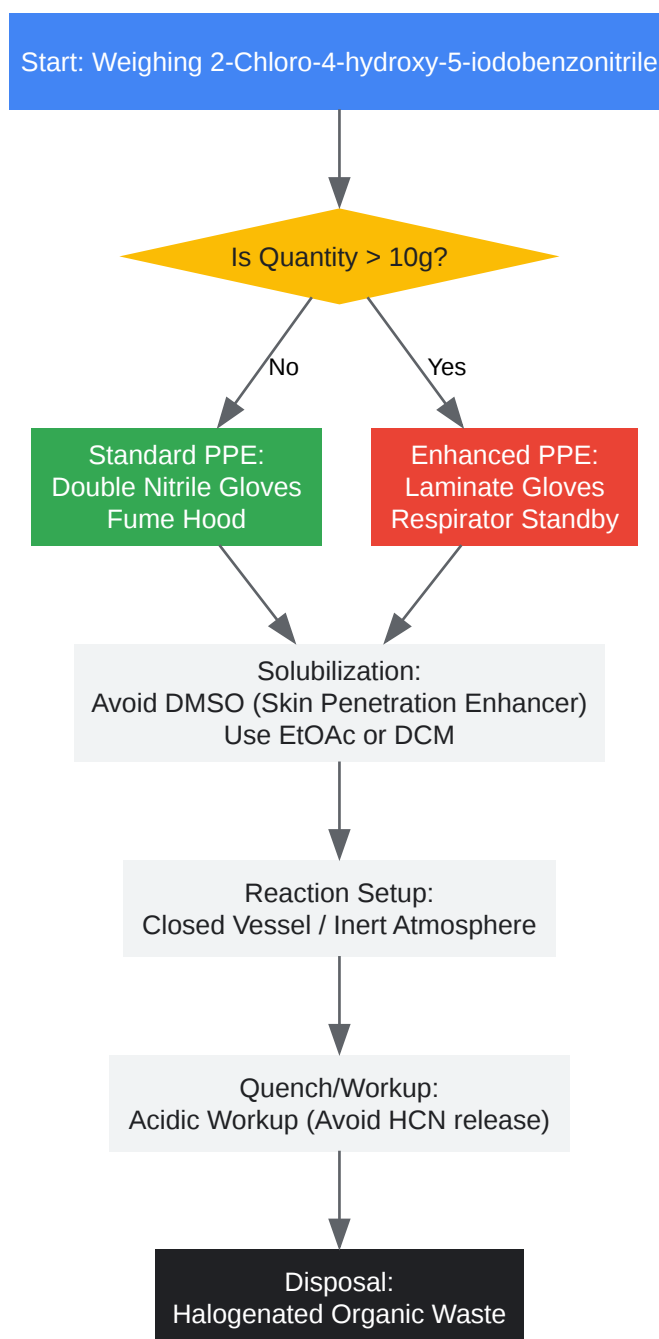 Start: Weighing 2-Chloro-4-hydroxy-5-iodobenzonitrile
Is Quantity > 10g?
No
Yes
Standard PPE:
Double Nitrile Gloves
Fume Hood
Enhanced PPE:
Laminate Gloves
Respirator Standby
Solubilization:
Avoid DMSO (Skin Penetration Enhancer)
Use EtOAc or DCM
Reaction Setup:
Closed Vessel / Inert Atmosphere
Quench/Workup:
Acidic Workup (Avoid HCN release)
Disposal:
Halogenated Organic Waste